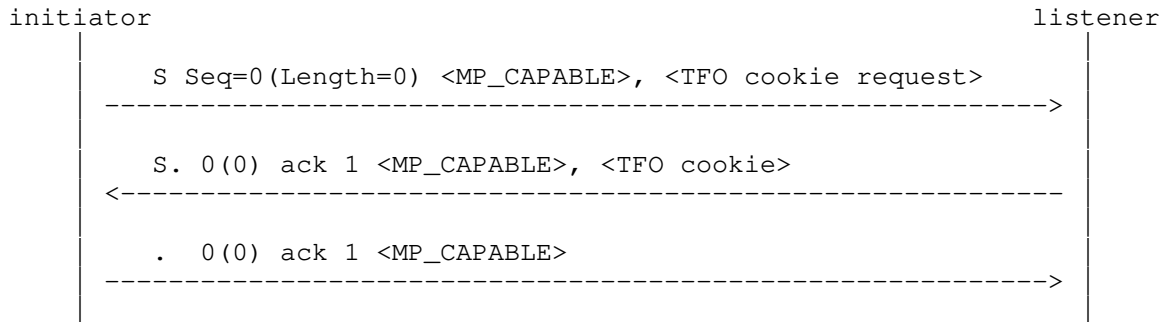 initiator listener
S Seq=0(Length=0) <MP_CAPABLE>, <TFO cookie request>
S. 0(0) ack 1 <MP_CAPABLE>, <TFO cookie>
. 0(0) ack 1 <MP_CAPABLE>